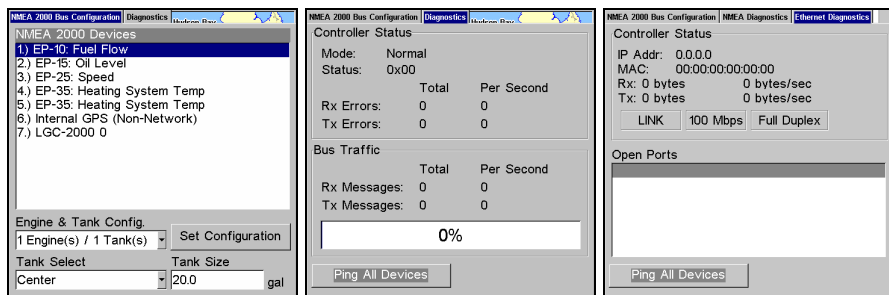 NMEA 2000 Bus Configuration Diagnostics
NMEA 2000 Devices
1.) EP-10: Fuel Flow
2.) EP-15: Oil Level
3.) EP-25: Speed
4.) EP-35: Heating System Temp
5.) EP-35: Heating System Temp
6.) Internal GPS (Non-Network)
7.) LGC-2000 0
Engine & Tank Config.
1 Engine(s) / 1 Tank(s) Set Configuration
Tank Select Tank Size
Center 20.0 gal
NMEA 2000 Bus Configuration Diagnostics
Controller Status
Mode: Normal
Status: 0x00
Total Per Second
Rx Errors: 0 0
Tx Errors: 0 0
Bus Traffic
Total Per Second
Rx Messages: 0 0
Tx Messages: 0 0
0%
Ping All Devices
NMEA 2000 Bus Configuration NMEA Diagnostics Ethernet Diagnostics
Controller Status
IP Addr: 0.0.0.0
MAC: 00:00:00:00:00:00
Rx: 0 bytes 0 bytes/sec
Tx: 0 bytes 0 bytes/sec
LINK 100 Mbps Full Duplex
Open Ports
Ping All Devices